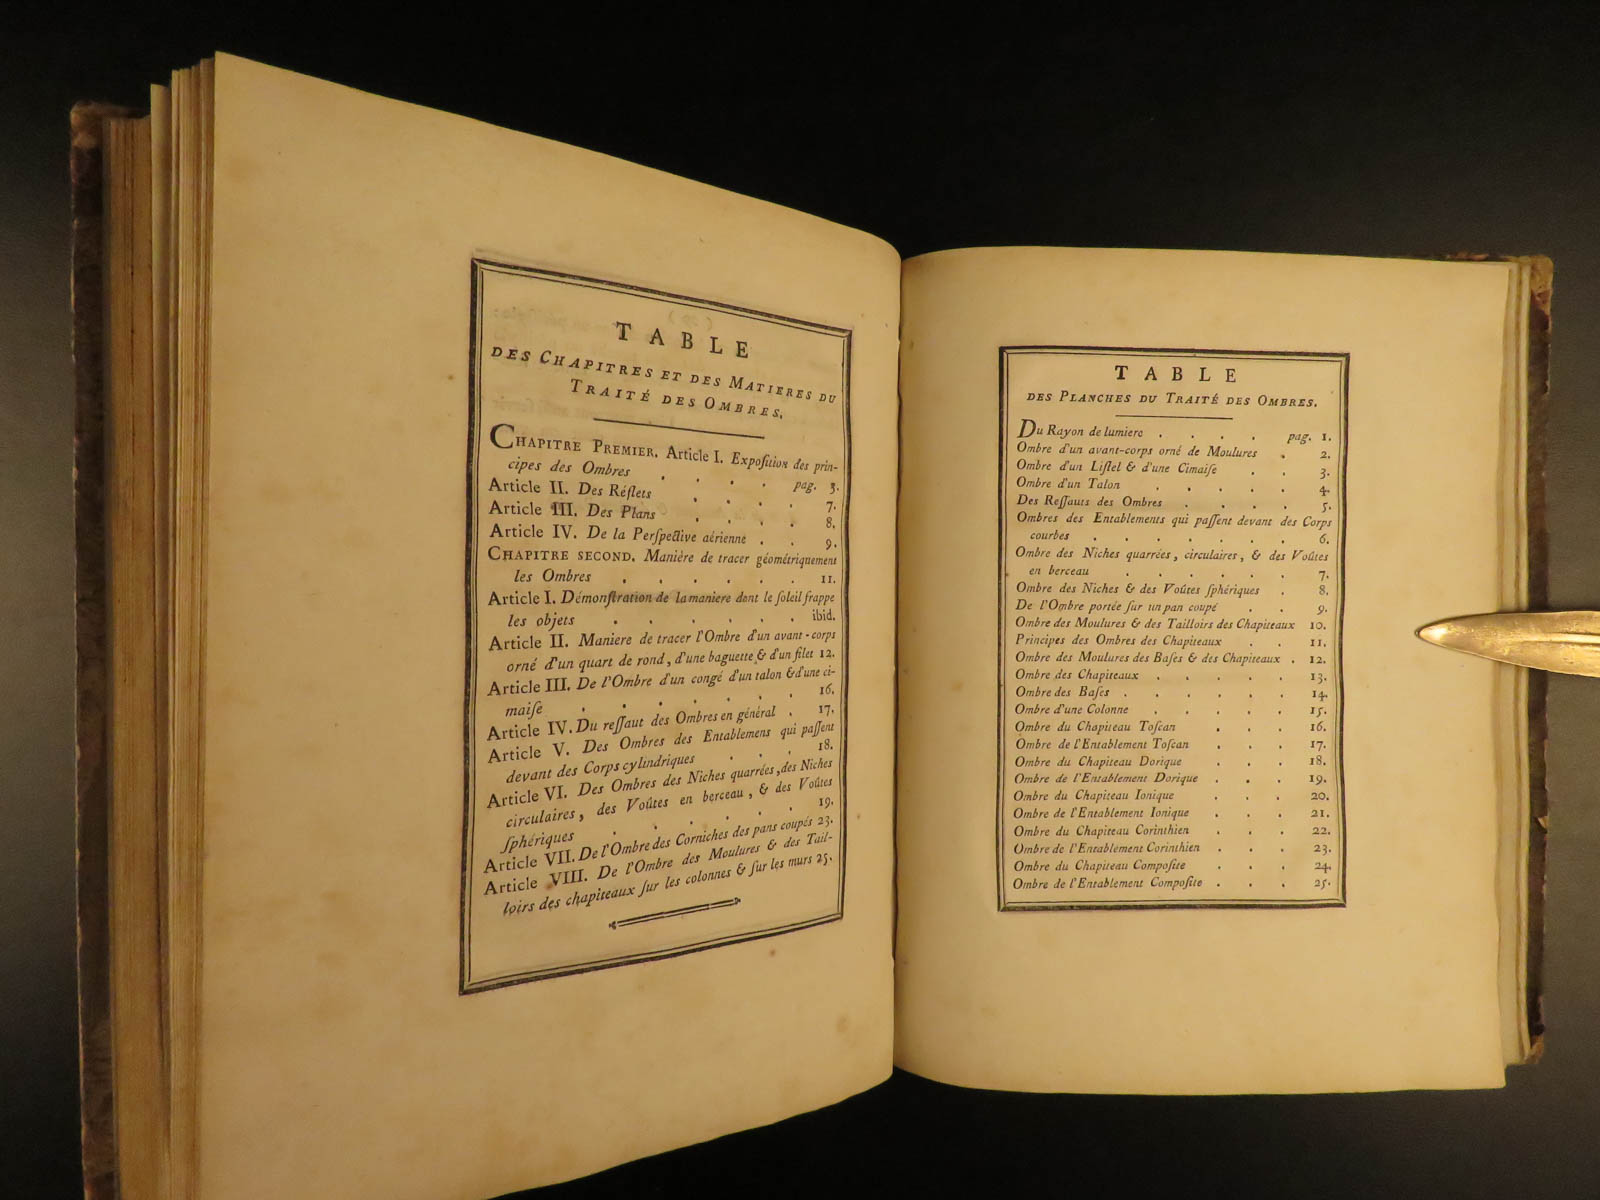 TABLE
DES CHAPITRES ET DES MATIERES DU
TRAITÉ DES OMBRES.
CHAPITRE PREMIER. Article I. Expoſition des prin-
cipes des Ombres . . . . pag. 3.
Article II. Des Réflets . . . . 7.
Article III. Des Plans . . . . 8.
Article IV. De la Perſpective aérienne . . 9.
CHAPITRE SECOND. Manière de tracer géométriquement
les Ombres . . . . . . 11.
Article I. Démonſtration de la maniere dont le ſoleil frappe
les objets . . . . . . ibid.
Article II. Maniere de tracer l'Ombre d'un avant-corps
orné d'un quart de rond, d'une baguette & d'un filet 12.
Article III. De l'Ombre d'un congé d'un talon & d'une ci-
maiſe . . . . . . 16.
Article IV. Du reſſaut des Ombres en général . 17.
Article V. Des Ombres des Entablemens qui paſſent
devant des Corps cylindriques . . 18.
Article VI. Des Ombres des Niches quarrées, des Niches
circulaires, des Voûtes en berceau, & des Voûtes
ſphériques . . . . . . 19.
Article VII. De l'Ombre des Corniches des pans coupés 23.
Article VIII. De l'Ombre des Moulures & des Tail-
loirs des chapiteaux ſur les colonnes & ſur les murs 25.
TABLE
DES PLANCHES DU TRAITÉ DES OMBRES.
Du Rayon de lumiere . . . . pag. 1.
Ombre d'un avant-corps orné de Moulures . 2.
Ombre d'un Liſtel & d'une Cimaiſe . . 3.
Ombre d'un Talon . . . . . 4.
Des Reſſauts des Ombres . . . . 5.
Ombres des Entablements qui paſſent devant des Corps
courbes . . . . . . . 6.
Ombre des Niches quarrées, circulaires, & des Voûtes
en berceau . . . . . . 7.
Ombre des Niches & des Voûtes ſphériques . 8.
De l'Ombre portée ſur un pan coupé . . 9.
Ombre des Moulures & des Tailloirs des Chapiteaux 10.
Principes des Ombres des Chapiteaux . . 11.
Ombre des Moulures des Baſes & des Chapiteaux . 12.
Ombre des Chapiteaux . . . . . 13.
Ombre des Baſes . . . . . . 14.
Ombre d'une Colonne . . . . . 15.
Ombre du Chapiteau Toſcan . . . 16.
Ombre de l'Entablement Toſcan . . . 17.
Ombre du Chapiteau Dorique . . . 18.
Ombre de l'Entablement Dorique . . . 19.
Ombre du Chapiteau Ionique . . . 20.
Ombre de l'Entablement Ionique . . . 21.
Ombre du Chapiteau Corinthien . . . 22.
Ombre de l'Entablement Corinthien . . . 23.
Ombre du Chapiteau Compoſite . . . 24.
Ombre de l'Entablement Compoſite . . . 25.